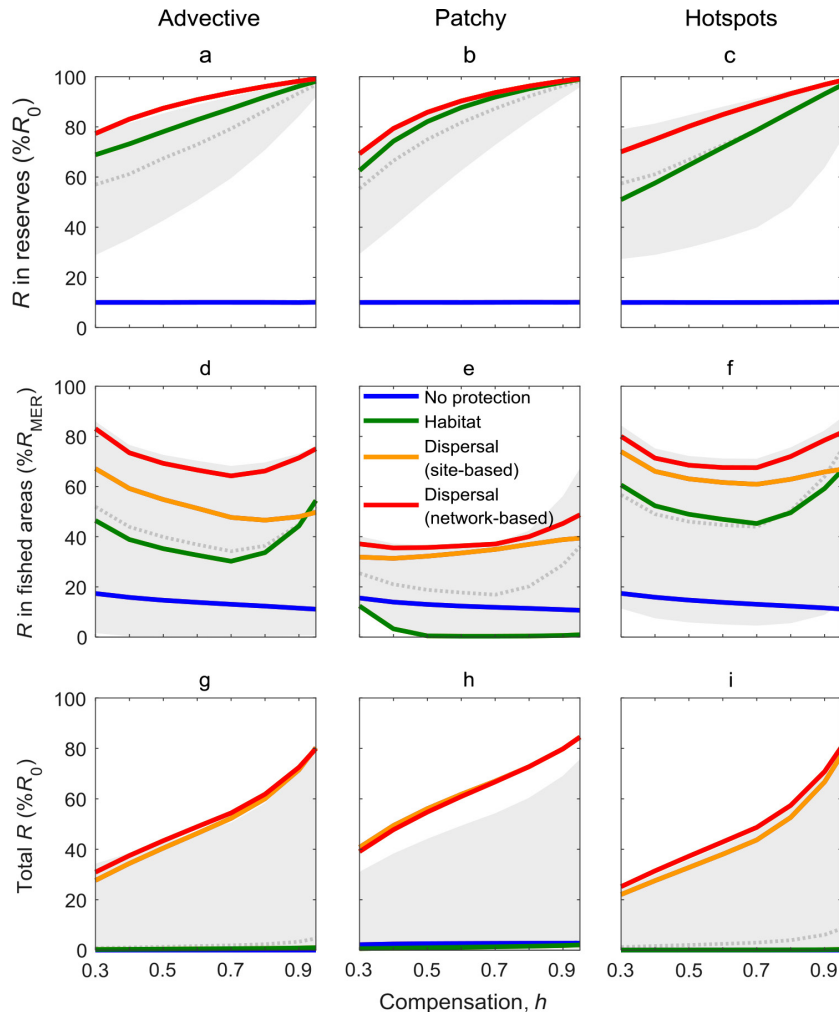 Advective Patchy Hotspots
a b c
R in reserves (%R0)
100
80
60
40
20
0
d e f
R in fished areas (%RMER)
100
80
60
40
20
0
No protection
Habitat
Dispersal
(site-based)
Dispersal
(network-based)
g h i
Total R (%R0)
100
80
60
40
20
0
0.3 0.5 0.7 0.9 0.3 0.5 0.7 0.9 0.3 0.5 0.7 0.9
Compensation, h